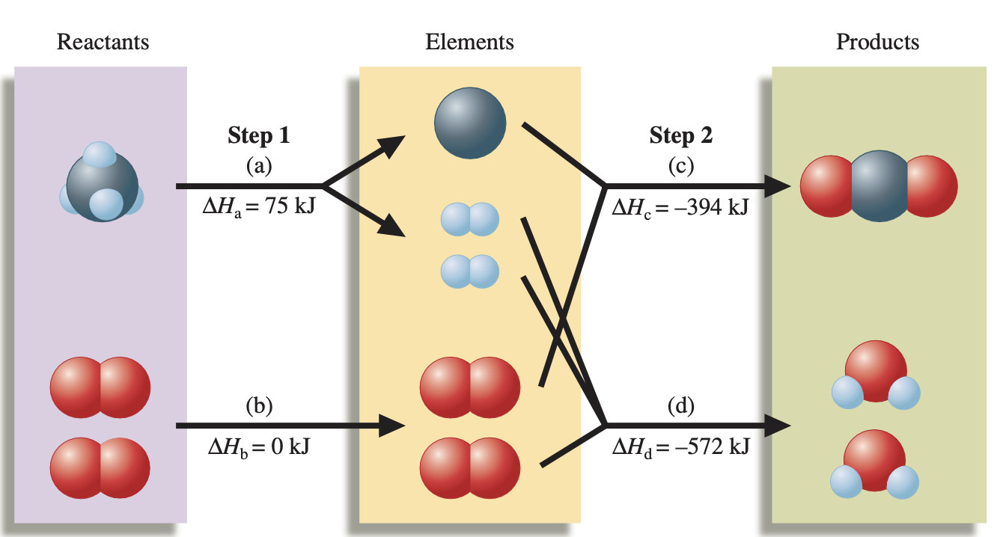 Reactants
Elements
Products
Step 1
(a)
ΔHa = 75 kJ
Step 2
(c)
ΔHc = –394 kJ
(b)
ΔHb = 0 kJ
(d)
ΔHd = –572 kJ